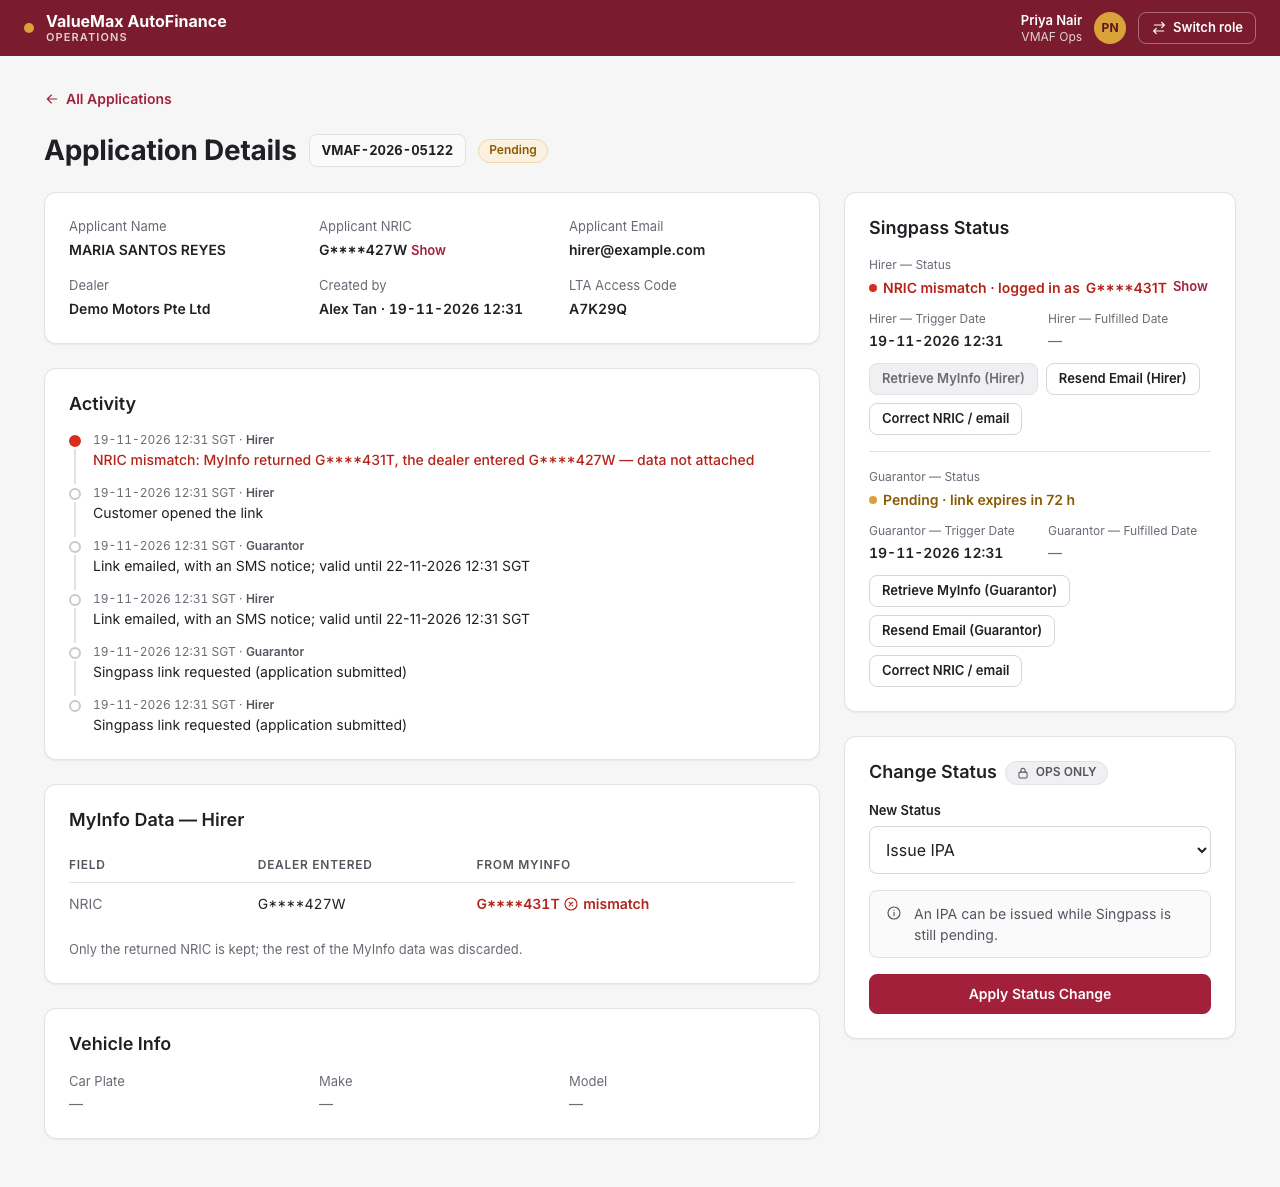 ValueMax AutoFinance
OPERATIONS
Priya Nair
VMAF Ops
PN
Switch role
All Applications
Application Details
VMAF-2026-05122
Pending
Applicant Name
Applicant NRIC
Applicant Email
MARIA SANTOS REYES
G****427W Show
hirer@example.com
Dealer
Created by
LTA Access Code
Demo Motors Pte Ltd
Alex Tan · 19-11-2026 12:31
A7K29Q
Activity
19-11-2026 12:31 SGT · Hirer
NRIC mismatch: MyInfo returned G****431T, the dealer entered G****427W — data not attached
19-11-2026 12:31 SGT · Hirer
Customer opened the link
19-11-2026 12:31 SGT · Guarantor
Link emailed, with an SMS notice; valid until 22-11-2026 12:31 SGT
19-11-2026 12:31 SGT · Hirer
Link emailed, with an SMS notice; valid until 22-11-2026 12:31 SGT
19-11-2026 12:31 SGT · Guarantor
Singpass link requested (application submitted)
19-11-2026 12:31 SGT · Hirer
Singpass link requested (application submitted)
MyInfo Data — Hirer
FIELD
DEALER ENTERED
FROM MYINFO
NRIC
G****427W
G****431T mismatch
Only the returned NRIC is kept; the rest of the MyInfo data was discarded.
Vehicle Info
Car Plate
Make
Model
—
—
—
Singpass Status
Hirer — Status
NRIC mismatch · logged in as G****431T Show
Hirer — Trigger Date
Hirer — Fulfilled Date
19-11-2026 12:31
—
Retrieve MyInfo (Hirer)
Resend Email (Hirer)
Correct NRIC / email
Guarantor — Status
Pending · link expires in 72 h
Guarantor — Trigger Date
Guarantor — Fulfilled Date
19-11-2026 12:31
—
Retrieve MyInfo (Guarantor)
Resend Email (Guarantor)
Correct NRIC / email
Change Status
OPS ONLY
New Status
Issue IPA
An IPA can be issued while Singpass is
still pending.
Apply Status Change